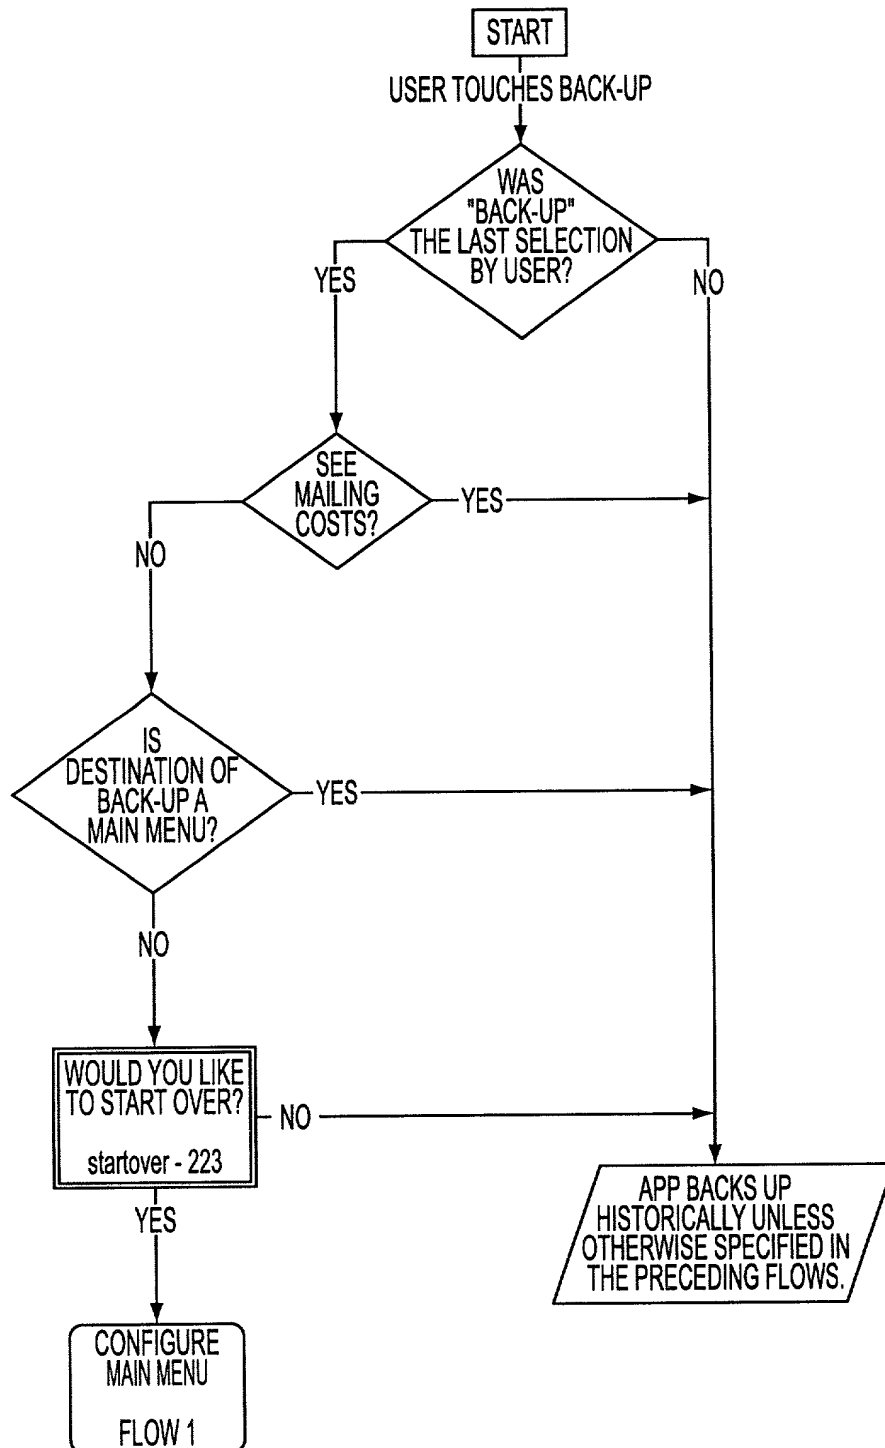 START
USER TOUCHES BACK-UP
WAS
"BACK-UP"
THE LAST SELECTION
BY USER?
YES
NO
SEE
MAILING
COSTS?
YES
NO
IS
DESTINATION OF
BACK-UP A
MAIN MENU?
YES
NO
WOULD YOU LIKE
TO START OVER?
startover - 223
NO
YES
APP BACKS UP
HISTORICALLY UNLESS
OTHERWISE SPECIFIED IN
THE PRECEDING FLOWS.
CONFIGURE
MAIN MENU
FLOW 1